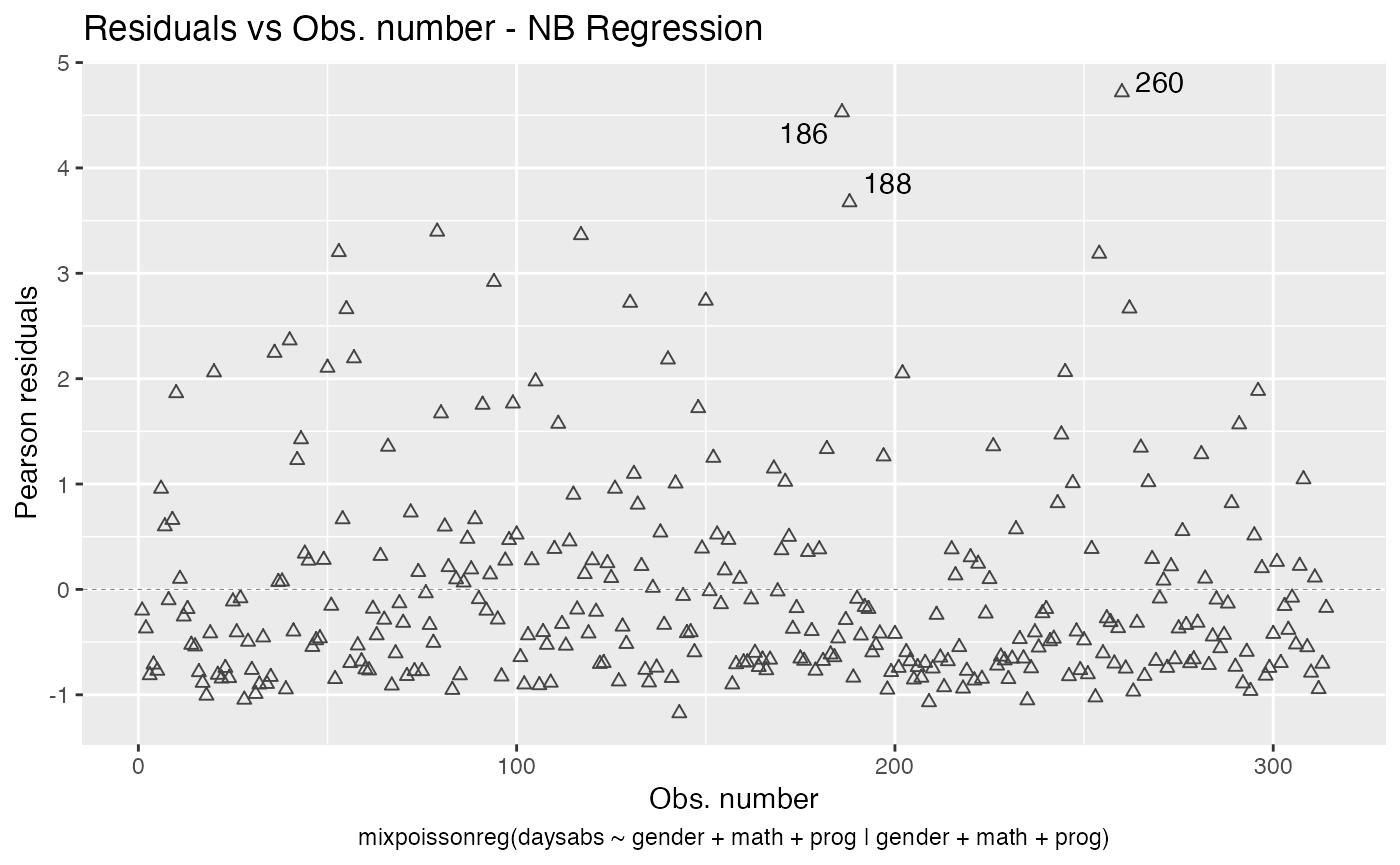 Residuals vs Obs. number - NB Regression
5
4
3
2
1
0
-1
Pearson residuals
260
186
188
0 100 200 300
Obs. number
mixpoissonreg(daysabs ~ gender + math + prog | gender + math + prog)